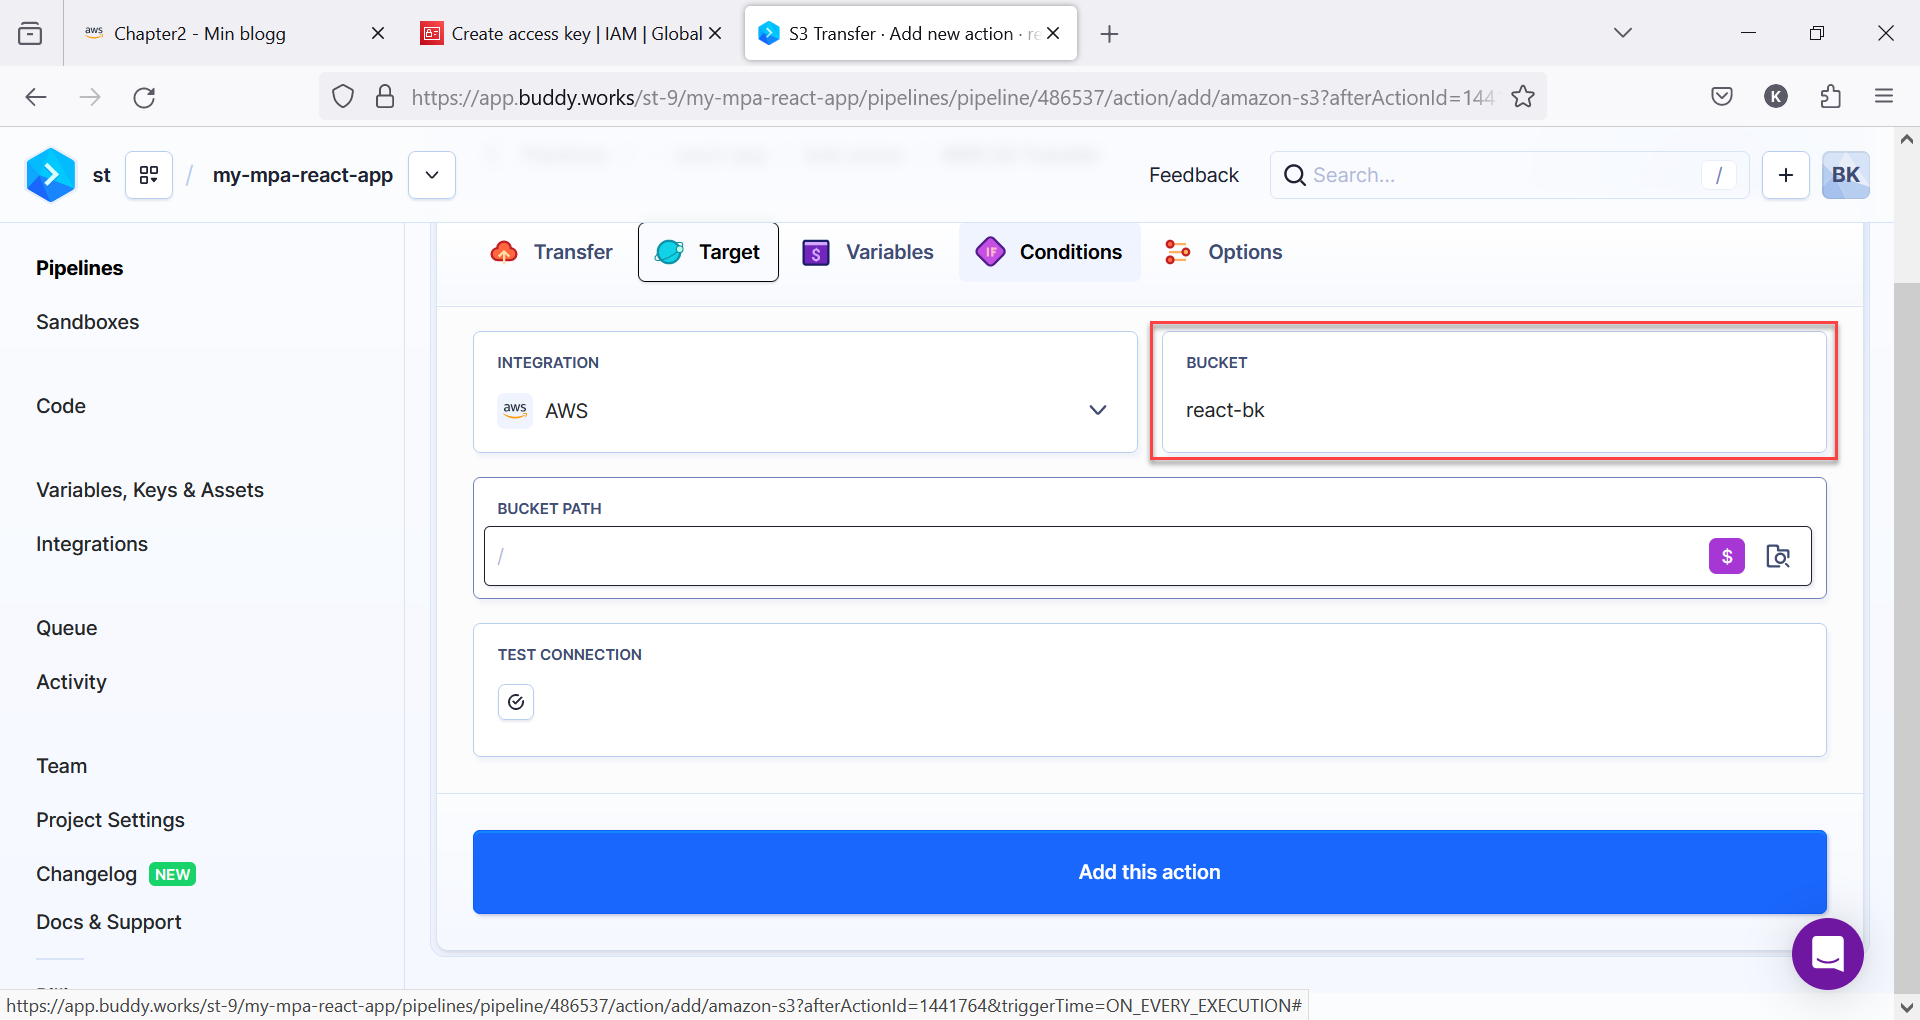 aws Chapter2 - Min blogg
Create access key | IAM | Global
S3 Transfer · Add new action · re
https://app.buddy.works/st-9/my-mpa-react-app/pipelines/pipeline/486537/action/add/amazon-s3?afterActionId=144
K
st / my-mpa-react-app
Feedback
Search...
/
+
BK
Pipelines
Sandboxes
Code
Variables, Keys & Assets
Integrations
Queue
Activity
Team
Project Settings
Changelog NEW
Docs & Support
Transfer
Target
$ Variables
IF Conditions
Options
INTEGRATION
aws AWS
BUCKET
react-bk
BUCKET PATH
/
$
TEST CONNECTION
Add this action
https://app.buddy.works/st-9/my-mpa-react-app/pipelines/pipeline/486537/action/add/amazon-s3?afterActionId=1441764&triggerTime=ON_EVERY_EXECUTION#